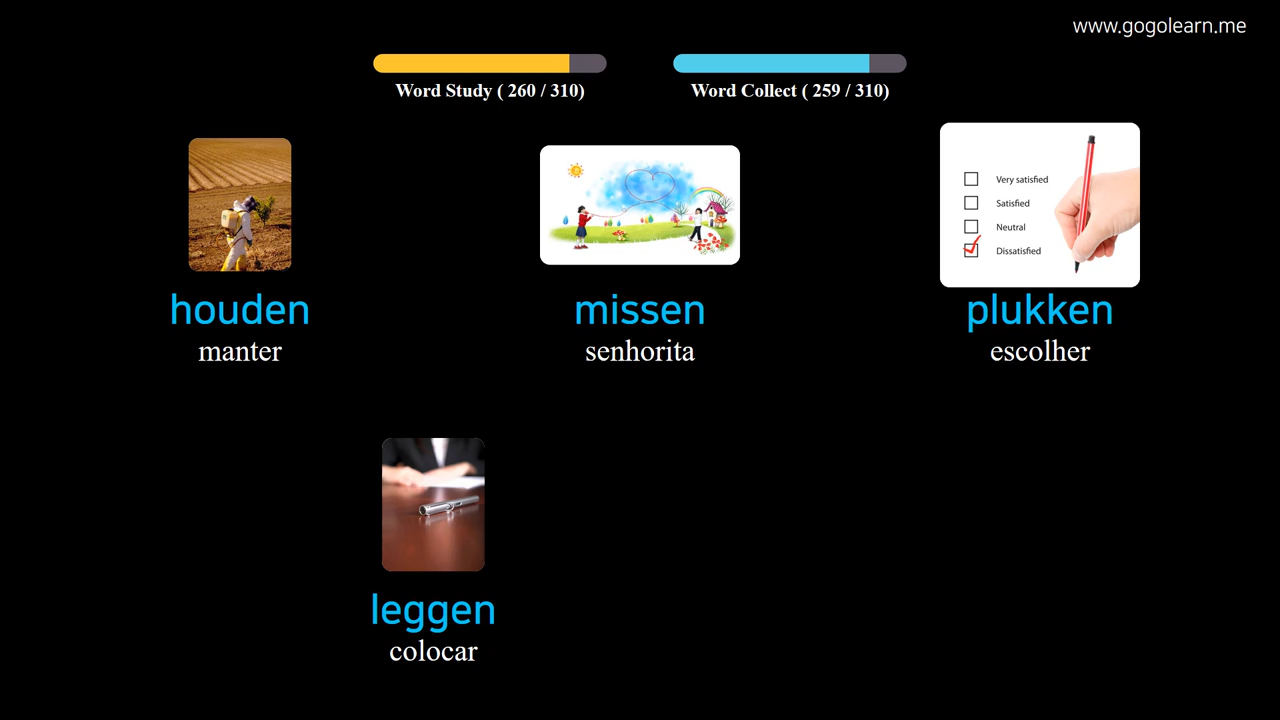 www.gogolearn.me
Word Study ( 260 / 310)
Word Collect ( 259 / 310)
Very satisfied
Satisfied
Neutral
Dissatisfied
houden
missen
plukken
manter
senhorita
escolher
leggen
colocar